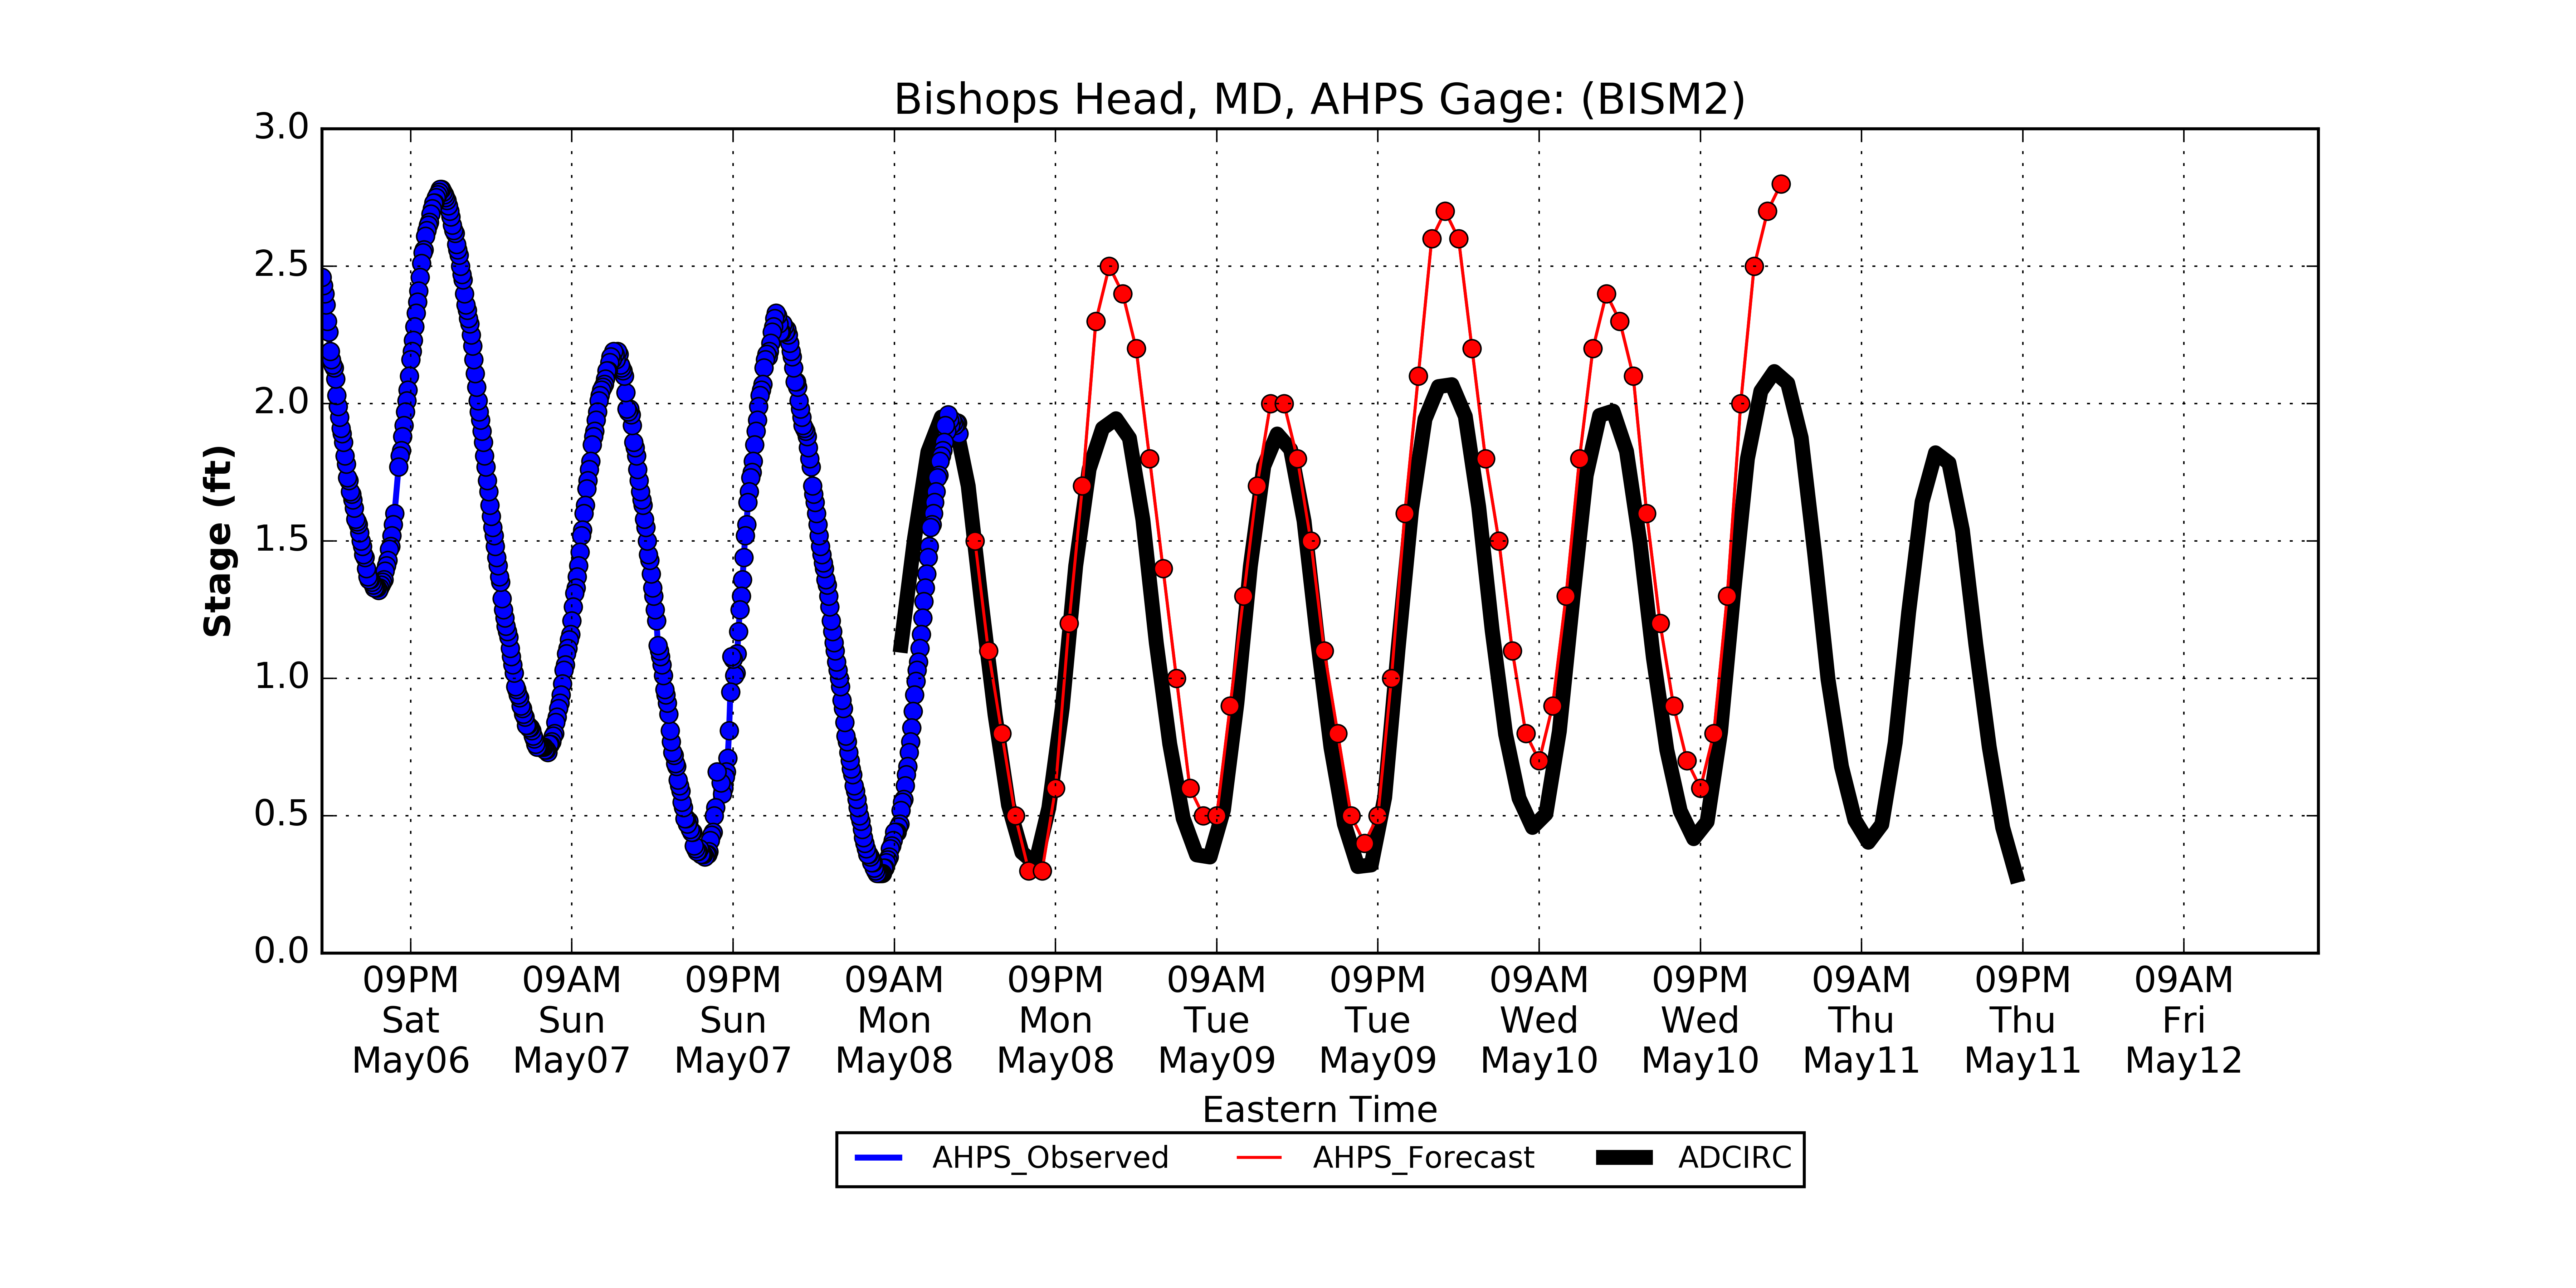 Bishops Head, MD, AHPS Gage: (BISM2)
3.0
2.5
2.0
1.5
1.0
0.5
0.0
Stage (ft)
09PM 09AM 09PM 09AM 09PM 09AM 09PM 09AM 09PM 09AM 09PM 09AM
Sat Sun Sun Mon Mon Tue Tue Wed Wed Thu Thu Fri
May06 May07 May07 May08 May08 May09 May09 May10 May10 May11 May11 May12
Eastern Time
AHPS_Observed AHPS_Forecast ADCIRC